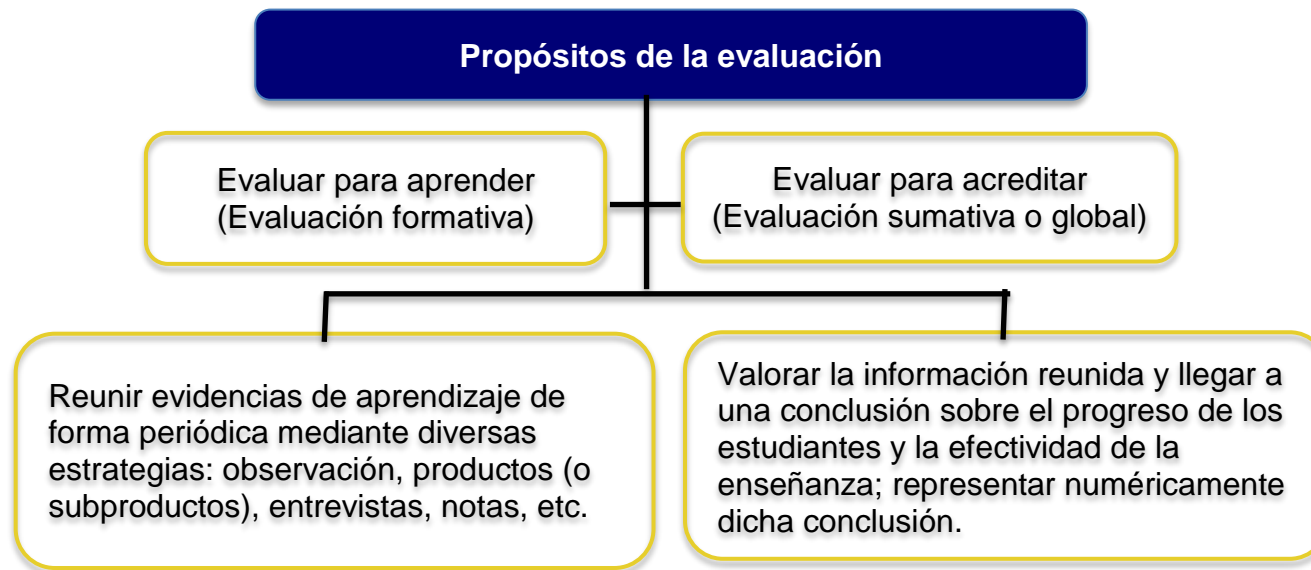 Propósitos de la evaluación
Evaluar para aprender
(Evaluación formativa)
Evaluar para acreditar
(Evaluación sumativa o global)
Reunir evidencias de aprendizaje de
forma periódica mediante diversas
estrategias: observación, productos (o
subproductos), entrevistas, notas, etc.
Valorar la información reunida y llegar a
una conclusión sobre el progreso de los
estudiantes y la efectividad de la
enseñanza; representar numéricamente
dicha conclusión.